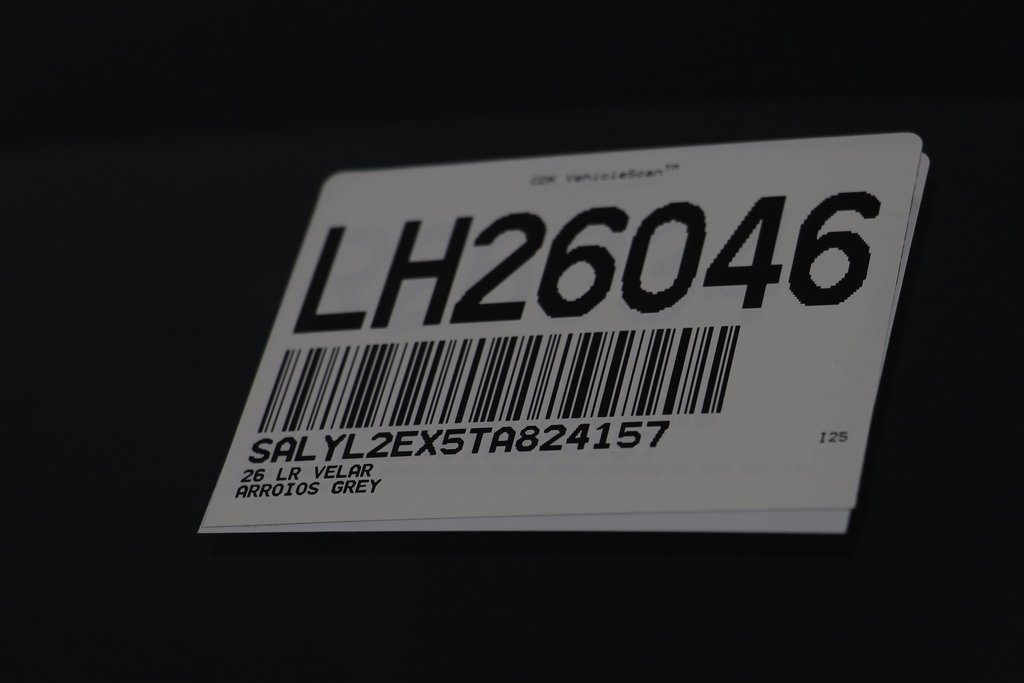 CDK VehicleScan™
LH26046
SALYL2EX5TA824157
I25
26 LR VELAR
ARROIOS GREY